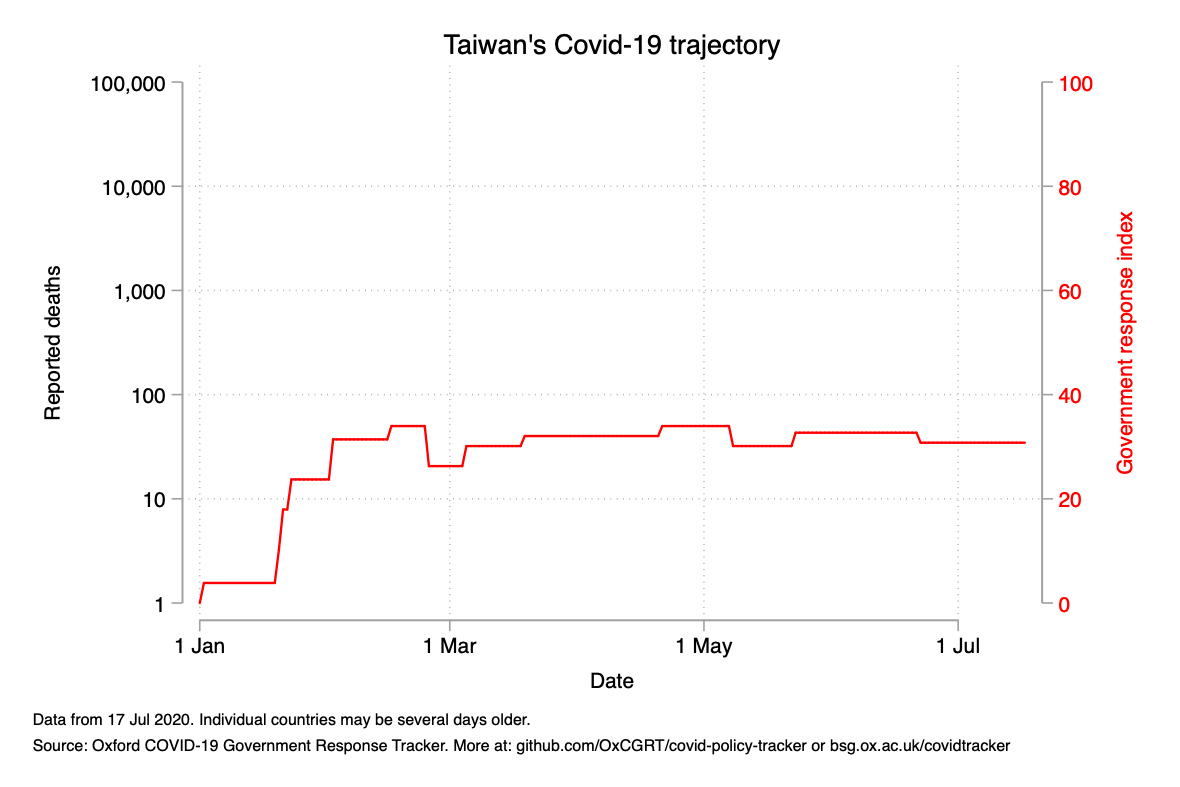 Taiwan's Covid-19 trajectory
100,000
10,000
1,000
100
10
1
Reported deaths
100
80
60
40
20
0
Government response index
1 Jan
1 Mar
1 May
1 Jul
Date
Data from 17 Jul 2020. Individual countries may be several days older.
Source: Oxford COVID-19 Government Response Tracker. More at: github.com/OxCGRT/covid-policy-tracker or bsg.ox.ac.uk/covidtracker